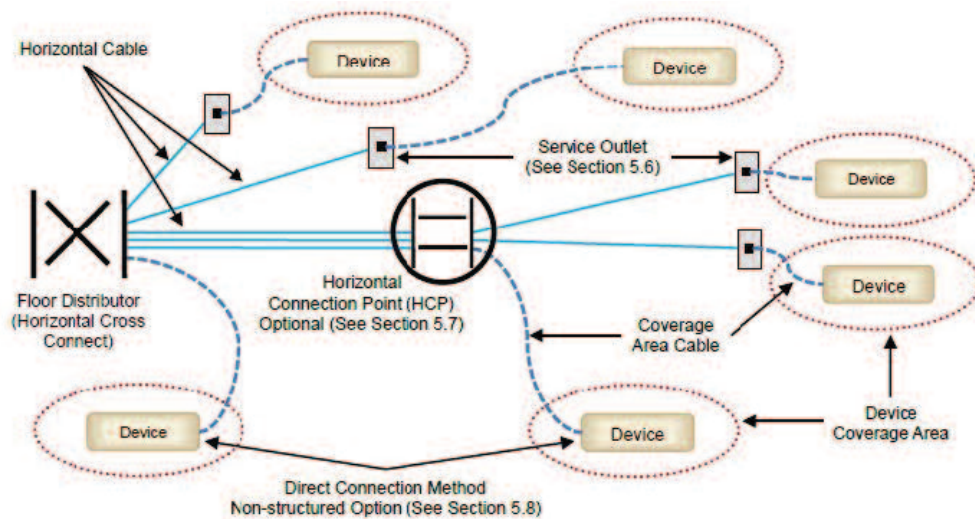 Horizontal
Cable
Device
Device
Service Outlet
(See Section 5.6)
Device
Floor Distributor
(Horizontal Cross
Connect)
Horizontal
Connection Point (HCP)
Optional (See Section 5.7)
Device
Coverage
Area Cable
Device
Device
Device
Coverage Area
Direct Connection Method
Non-structured Option (See Section 5.8)